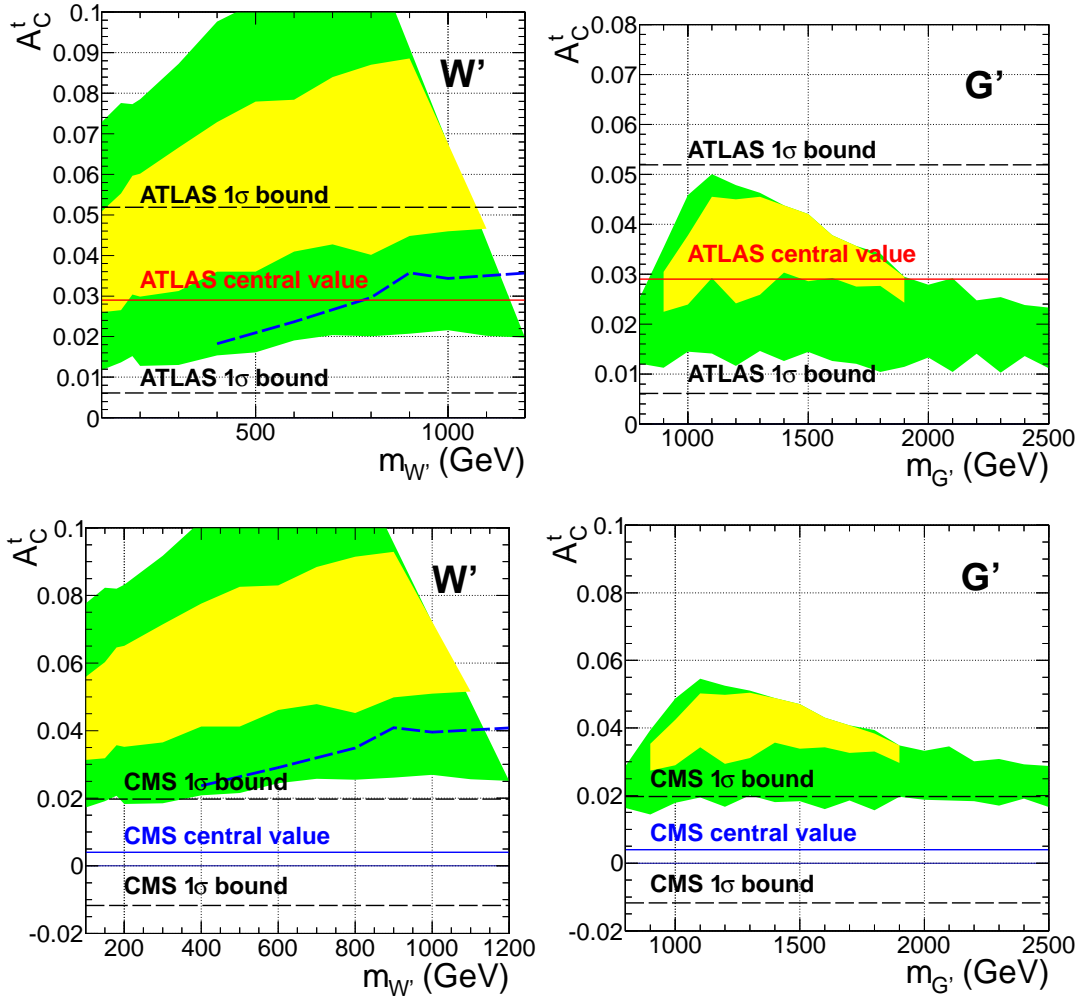 A_C^t
0.1
0.09
0.08
0.07
0.06
0.05
0.04
0.03
0.02
0.01
0
W’
ATLAS 1σ bound
ATLAS central value
ATLAS 1σ bound
500
1000
m_W’ (GeV)
A_C^t
0.08
0.07
0.06
0.05
0.04
0.03
0.02
0.01
0
G’
ATLAS 1σ bound
ATLAS central value
ATLAS 1σ bound
1000
1500
2000
2500
m_G’ (GeV)
A_C^t
0.1
0.08
0.06
0.04
0.02
0
-0.02
W’
CMS 1σ bound
CMS central value
CMS 1σ bound
200
400
600
800
1000
1200
m_W’ (GeV)
A_C^t
0.1
0.08
0.06
0.04
0.02
0
-0.02
G’
CMS 1σ bound
CMS central value
CMS 1σ bound
1000
1500
2000
2500
m_G’ (GeV)